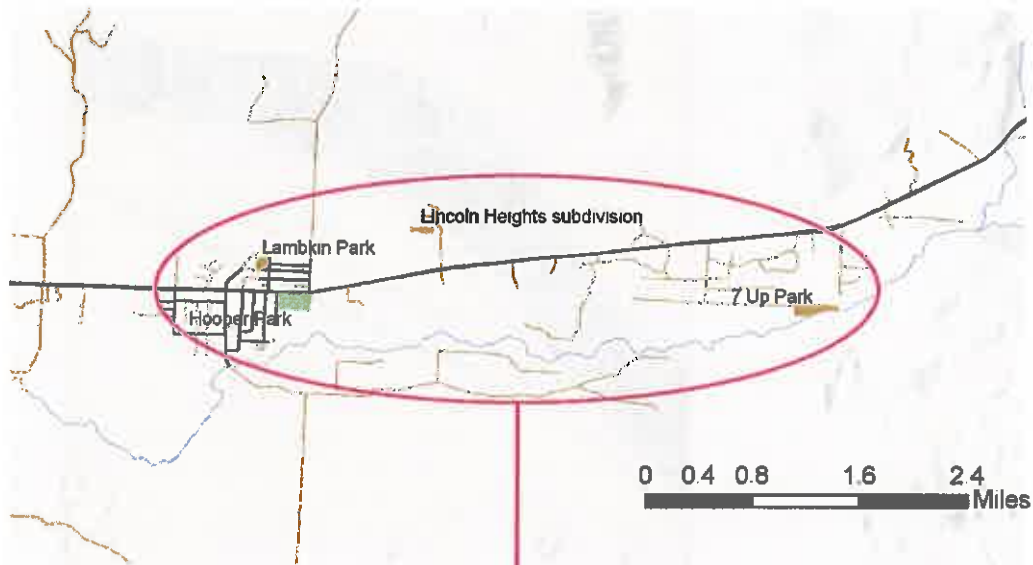 Lincoln Heights subdivision
Lambkin Park
7 Up Park
Hooper Park
0 0.4 0.8 1.6 2.4
Miles